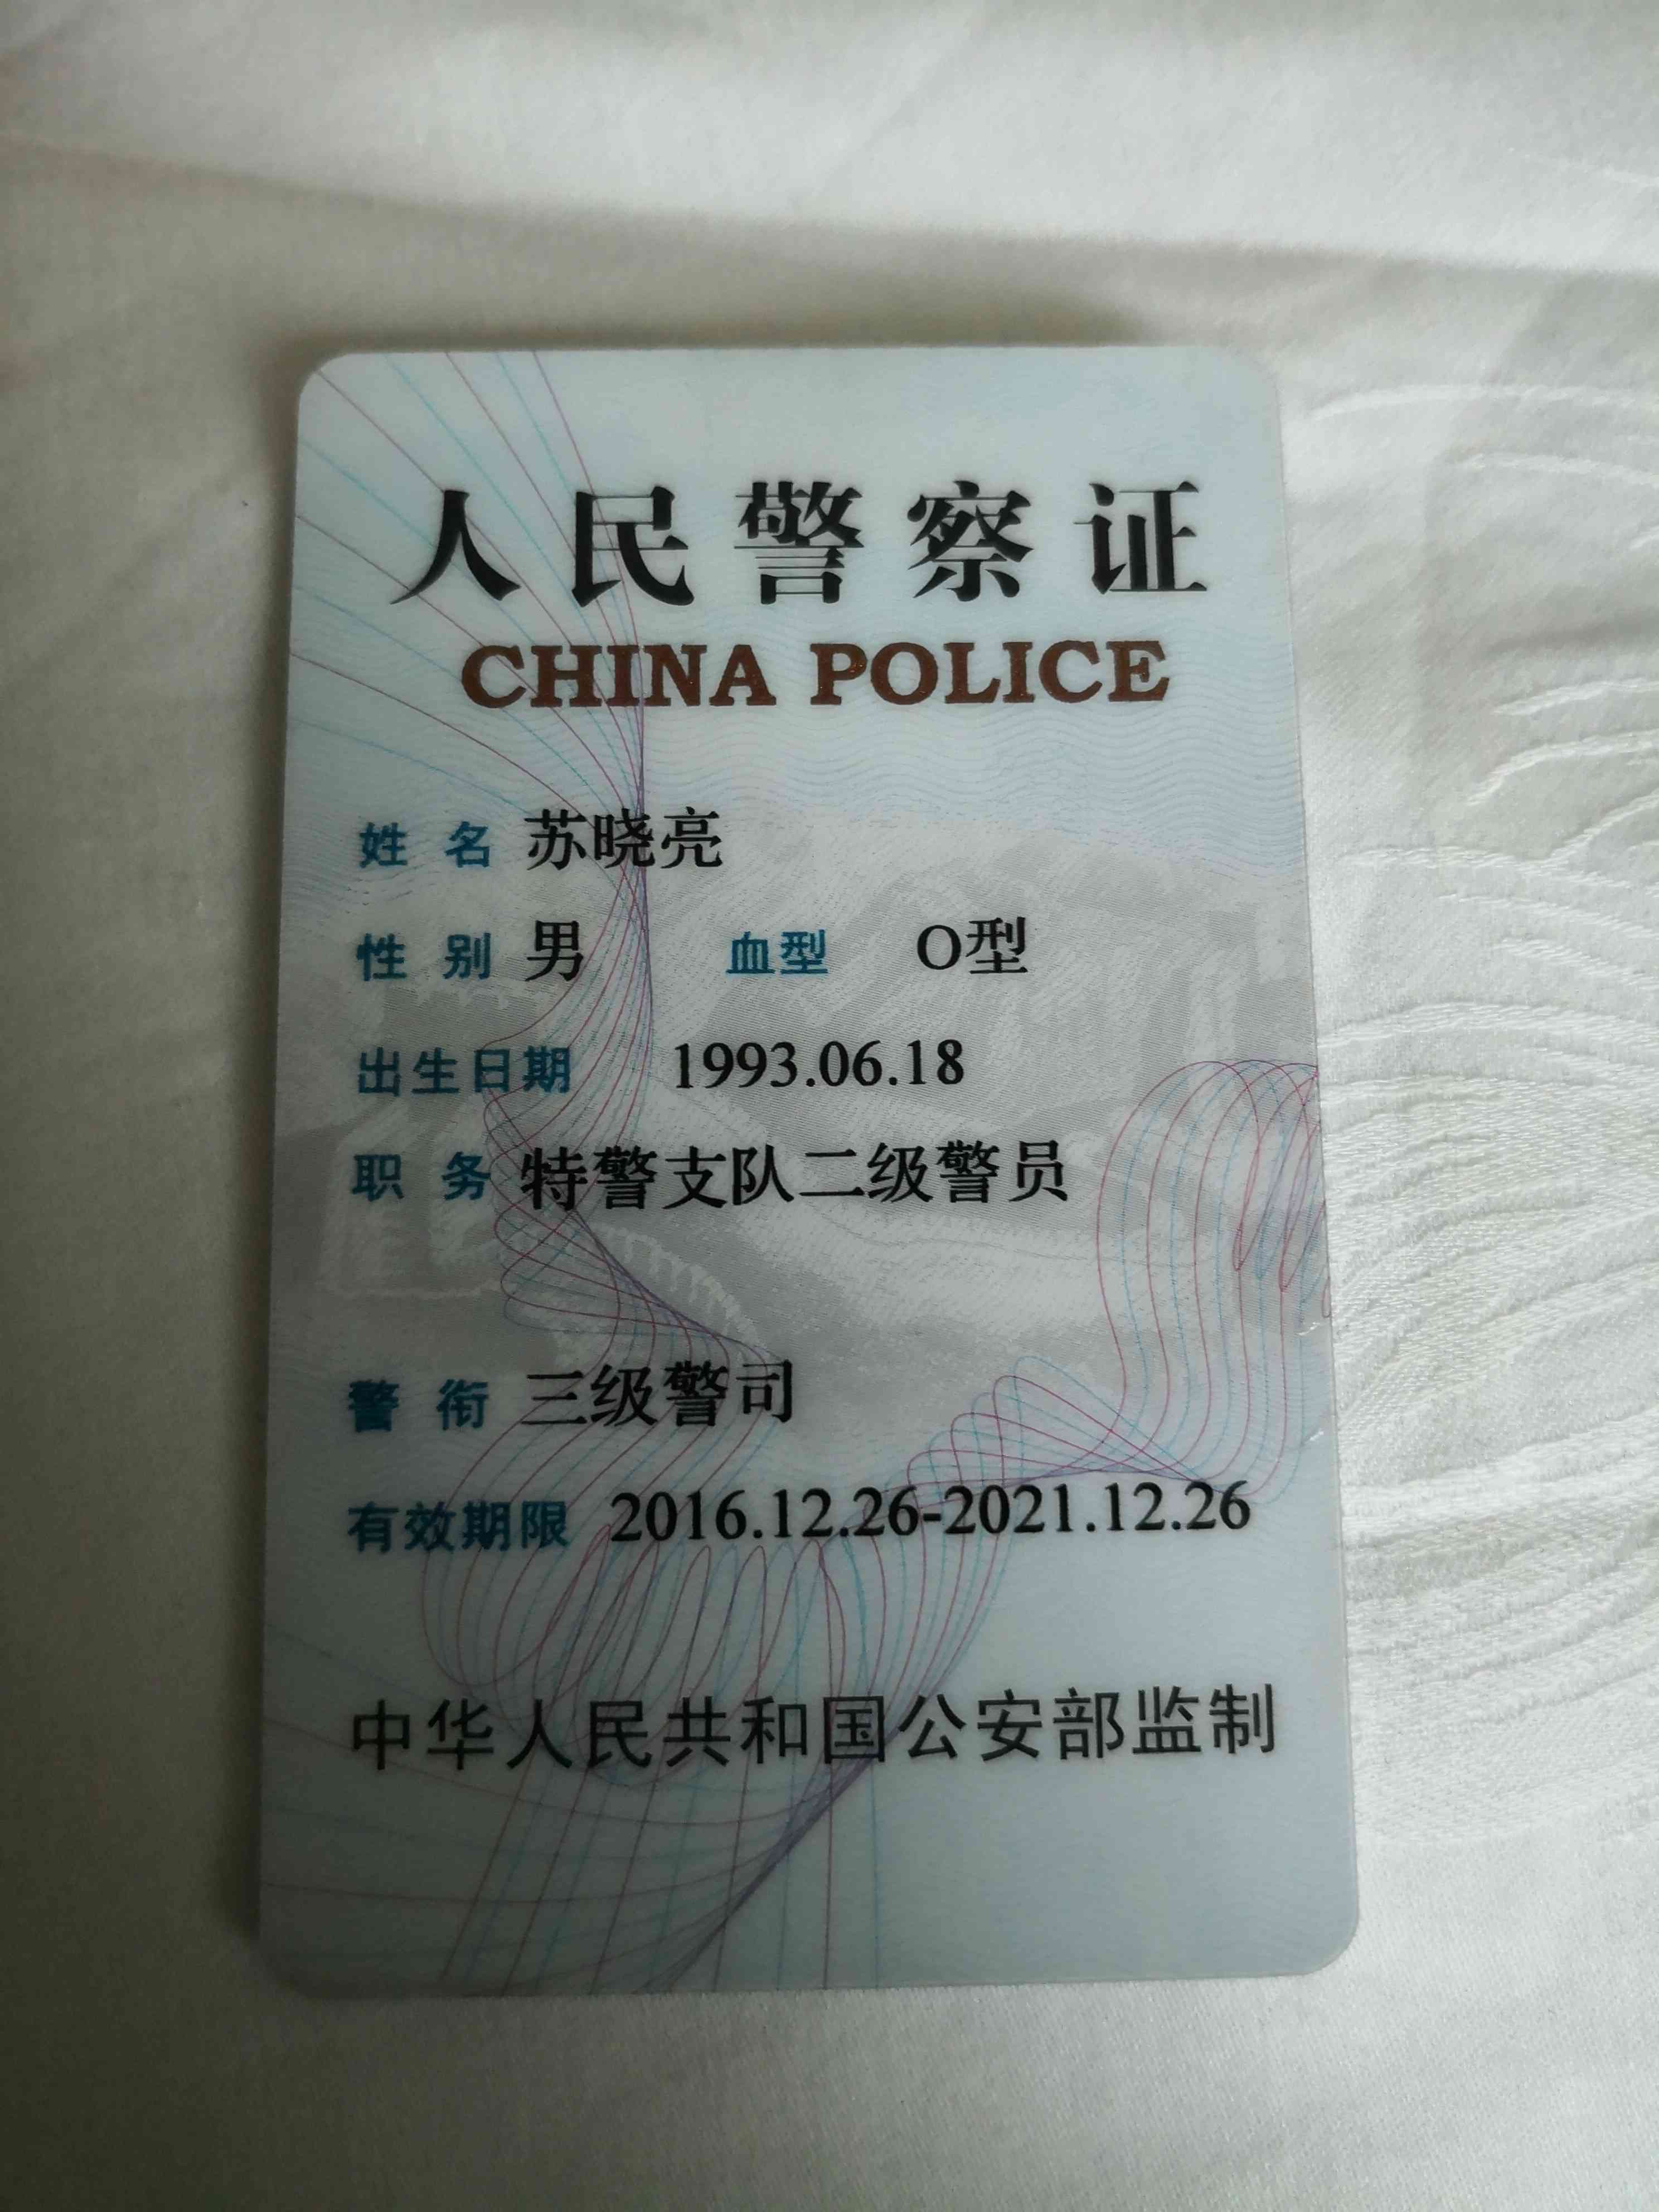 人民警察证
CHINA POLICE
姓名 苏晓亮
性别 男 血型 O型
出生日期 1993.06.18
职务 特警支队二级警员
警衔 三级警司
有效期限 2016.12.26-2021.12.26
中华人民共和国公安部监制